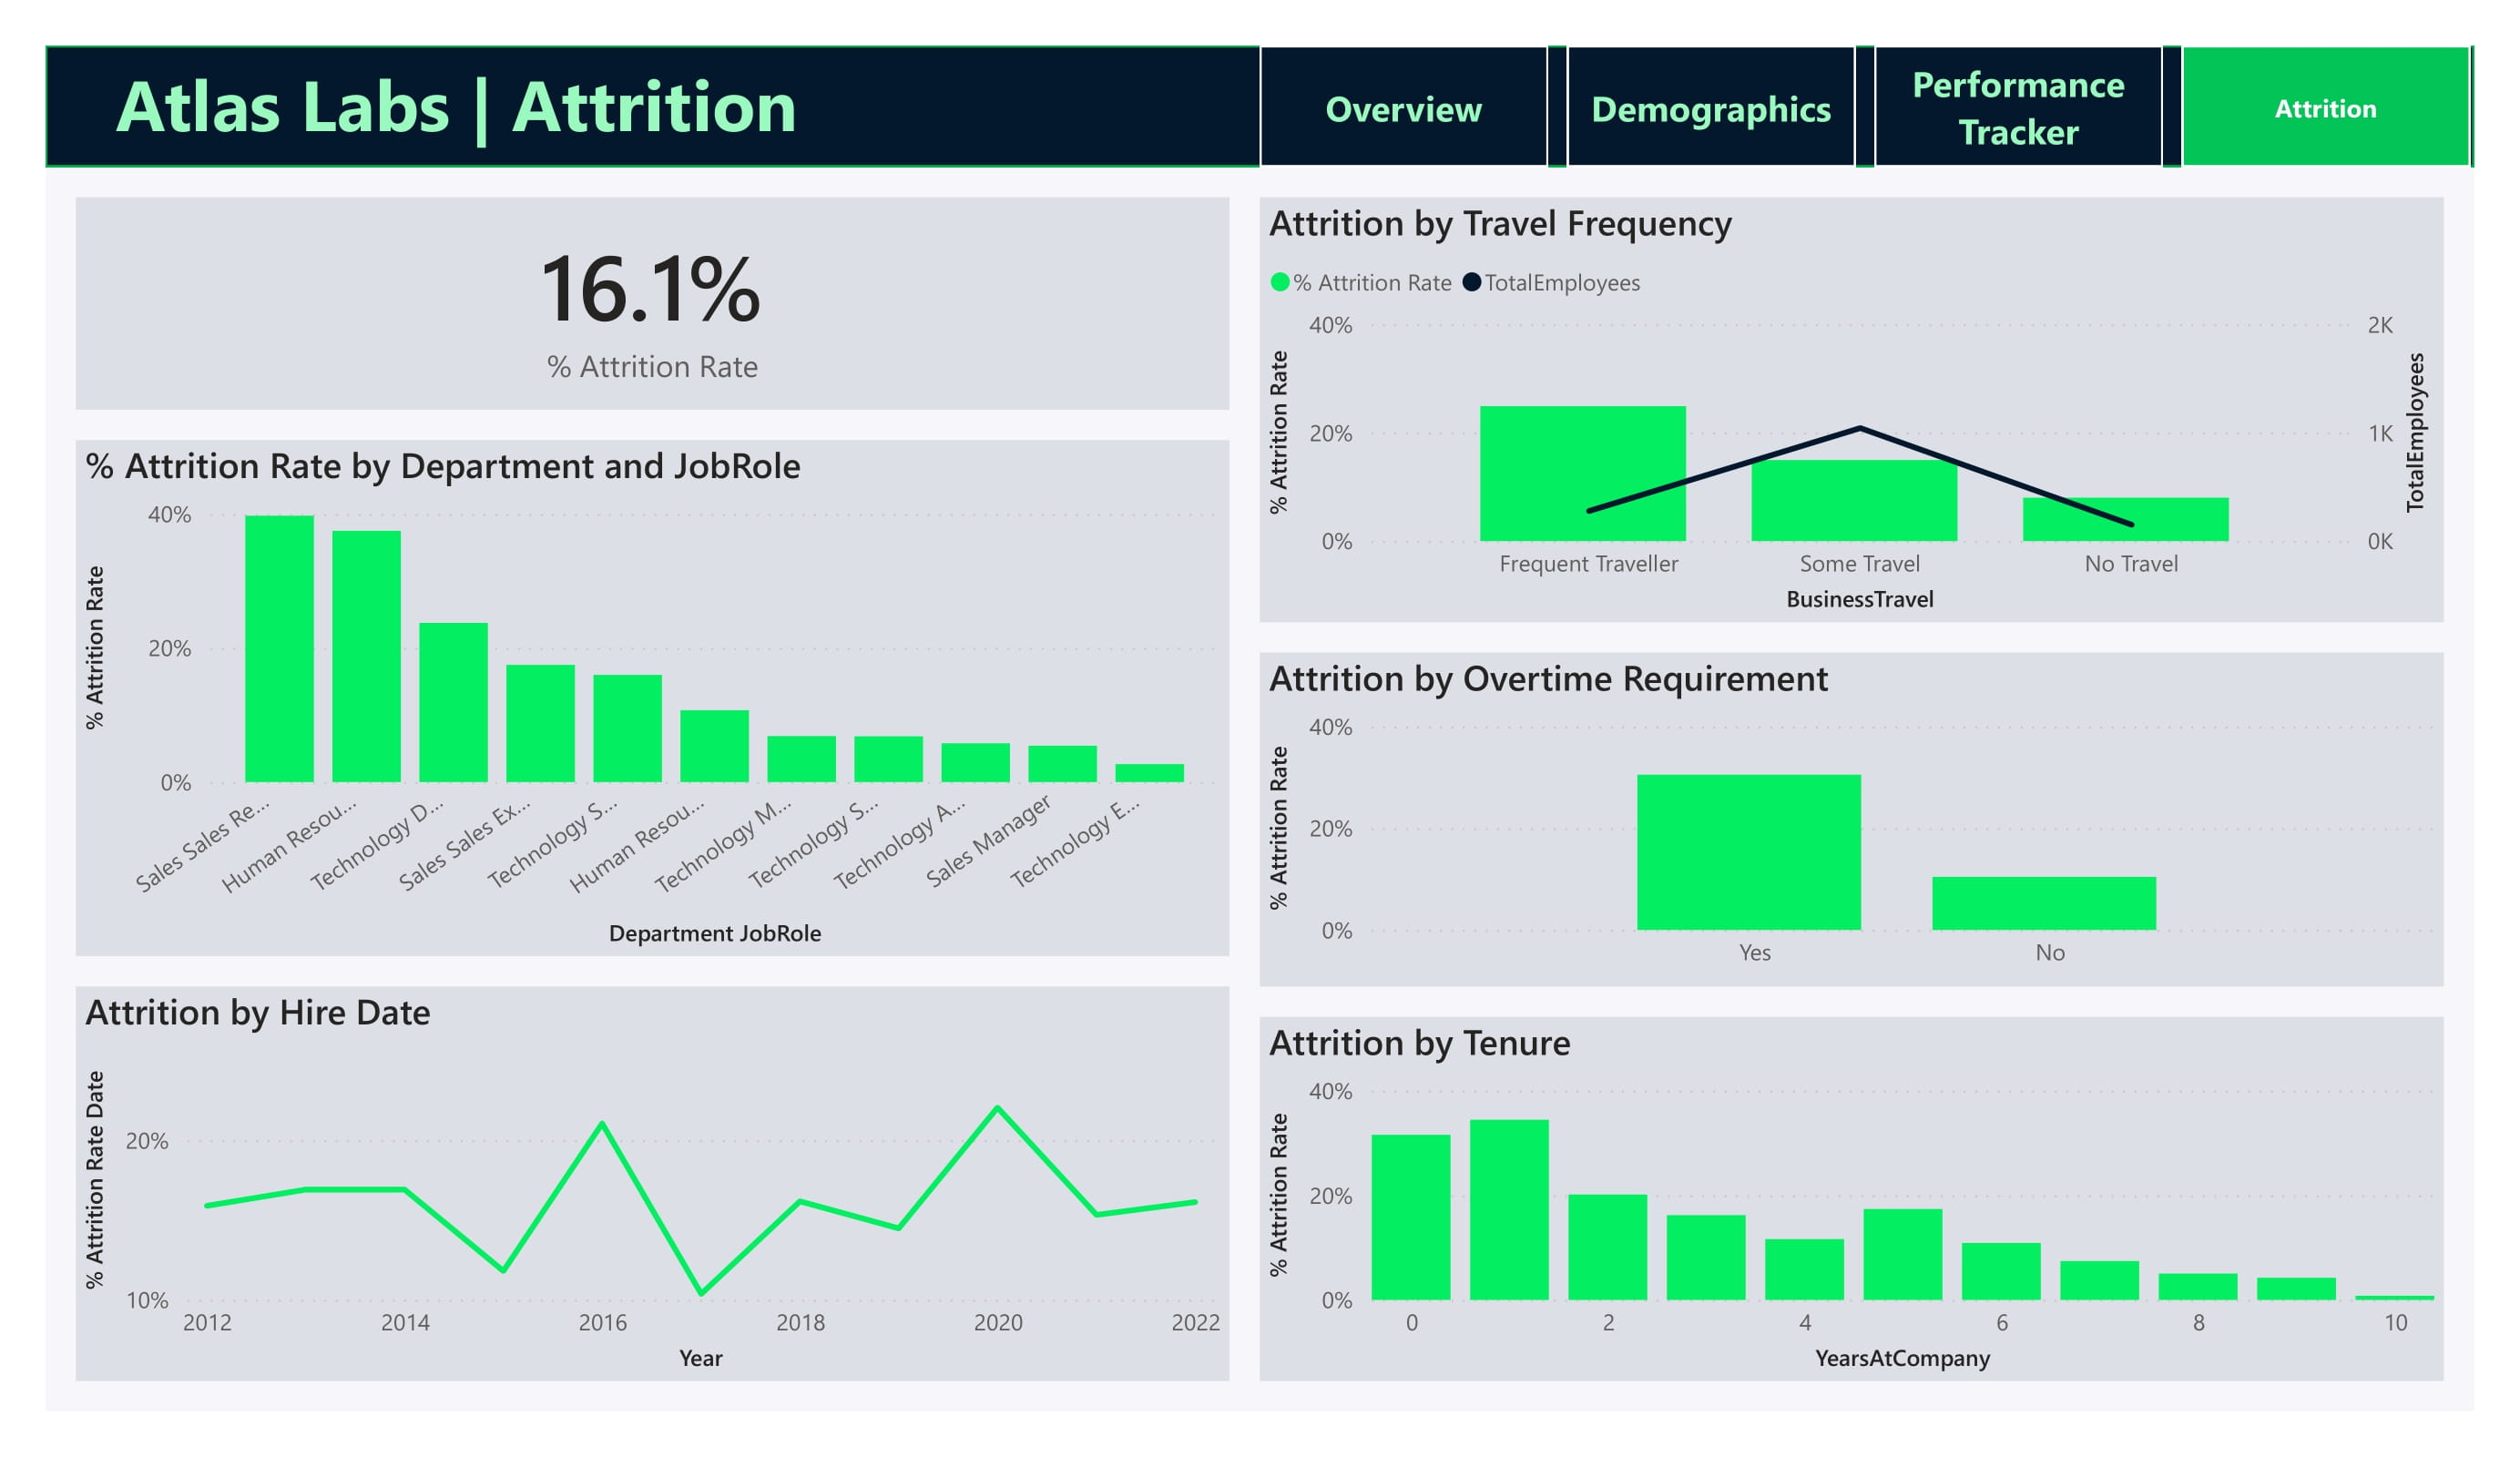 Atlas Labs | Attrition
Overview
Demographics
Performance
Tracker
Attrition
16.1%
% Attrition Rate
% Attrition Rate by Department and JobRole
% Attrition Rate
40%
20%
0%
Sales Sales Re...
Human Resou...
Technology D...
Sales Sales Ex...
Technology S...
Human Resou...
Technology M...
Technology S...
Technology A...
Sales Manager
Technology E...
Department JobRole
Attrition by Hire Date
% Attrition Rate Date
20%
10%
2012
2014
2016
2018
2020
2022
Year
Attrition by Travel Frequency
% Attrition Rate
TotalEmployees
% Attrition Rate
40%
20%
0%
2K
1K
0K
TotalEmployees
Frequent Traveller
Some Travel
No Travel
BusinessTravel
Attrition by Overtime Requirement
% Attrition Rate
40%
20%
0%
Yes
No
Attrition by Tenure
% Attrition Rate
40%
20%
0%
0
2
4
6
8
10
YearsAtCompany